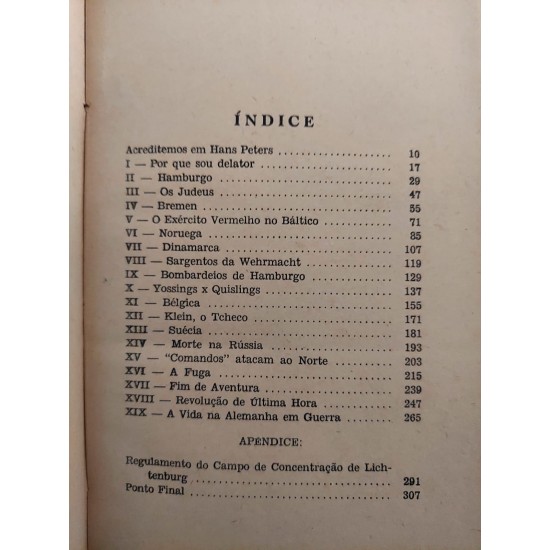 ÍNDICE
Acreditemos em Hans Peters .............................. 10
I — Por que sou delator .............................. 17
II — Hamburgo .............................. 29
III — Os Judeus .............................. 47
IV — Bremen .............................. 55
V — O Exército Vermelho no Báltico .................... 71
VI — Noruega .............................. 85
VII — Dinamarca .............................. 107
VIII — Sargentos da Wehrmacht .................... 119
IX — Bombardeios de Hamburgo .................... 129
X — Yossings x Quislings .................... 137
XI — Bélgica .............................. 155
XII — Klein, o Tcheco .................... 171
XIII — Suécia .............................. 181
XIV — Morte na Rússia .................... 193
XV — “Comandos” atacam ao Norte .................... 203
XVI — A Fuga .............................. 215
XVII — Fim de Aventura .................... 239
XVIII — Revolução de Última Hora .................... 247
XIX — A Vida na Alemanha em Guerra .................... 265
APÉNDICE:
Regulamento do Campo de Concentração de Lich-
tenburg .............................. 291
Ponto Final .............................. 307